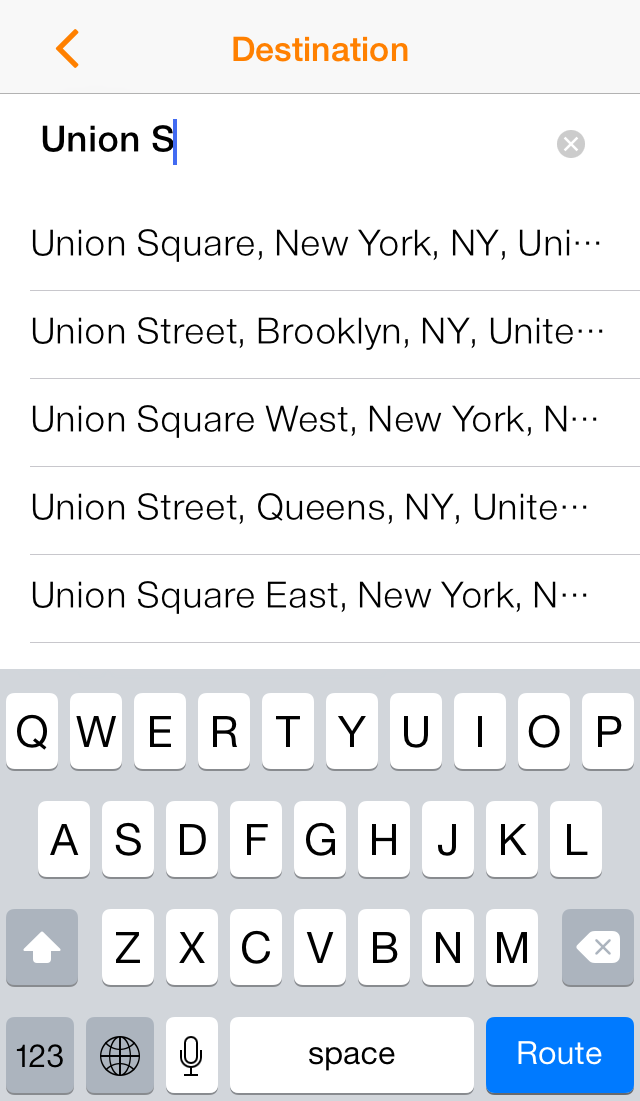 Destination
Union S
Union Square, New York, NY, Uni···
Union Street, Brooklyn, NY, Unite···
Union Square West, New York, N···
Union Street, Queens, NY, Unite···
Union Square East, New York, N···
Q W E R T Y U I O P
A S D F G H J K L
Z X C V B N M
123 space Route